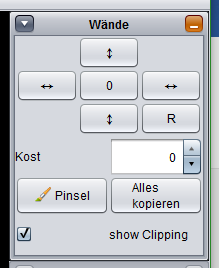 Wände
↕
↔ 0 ↔
↕ R
Kost 0
Pinsel Alles
kopieren
show Clipping